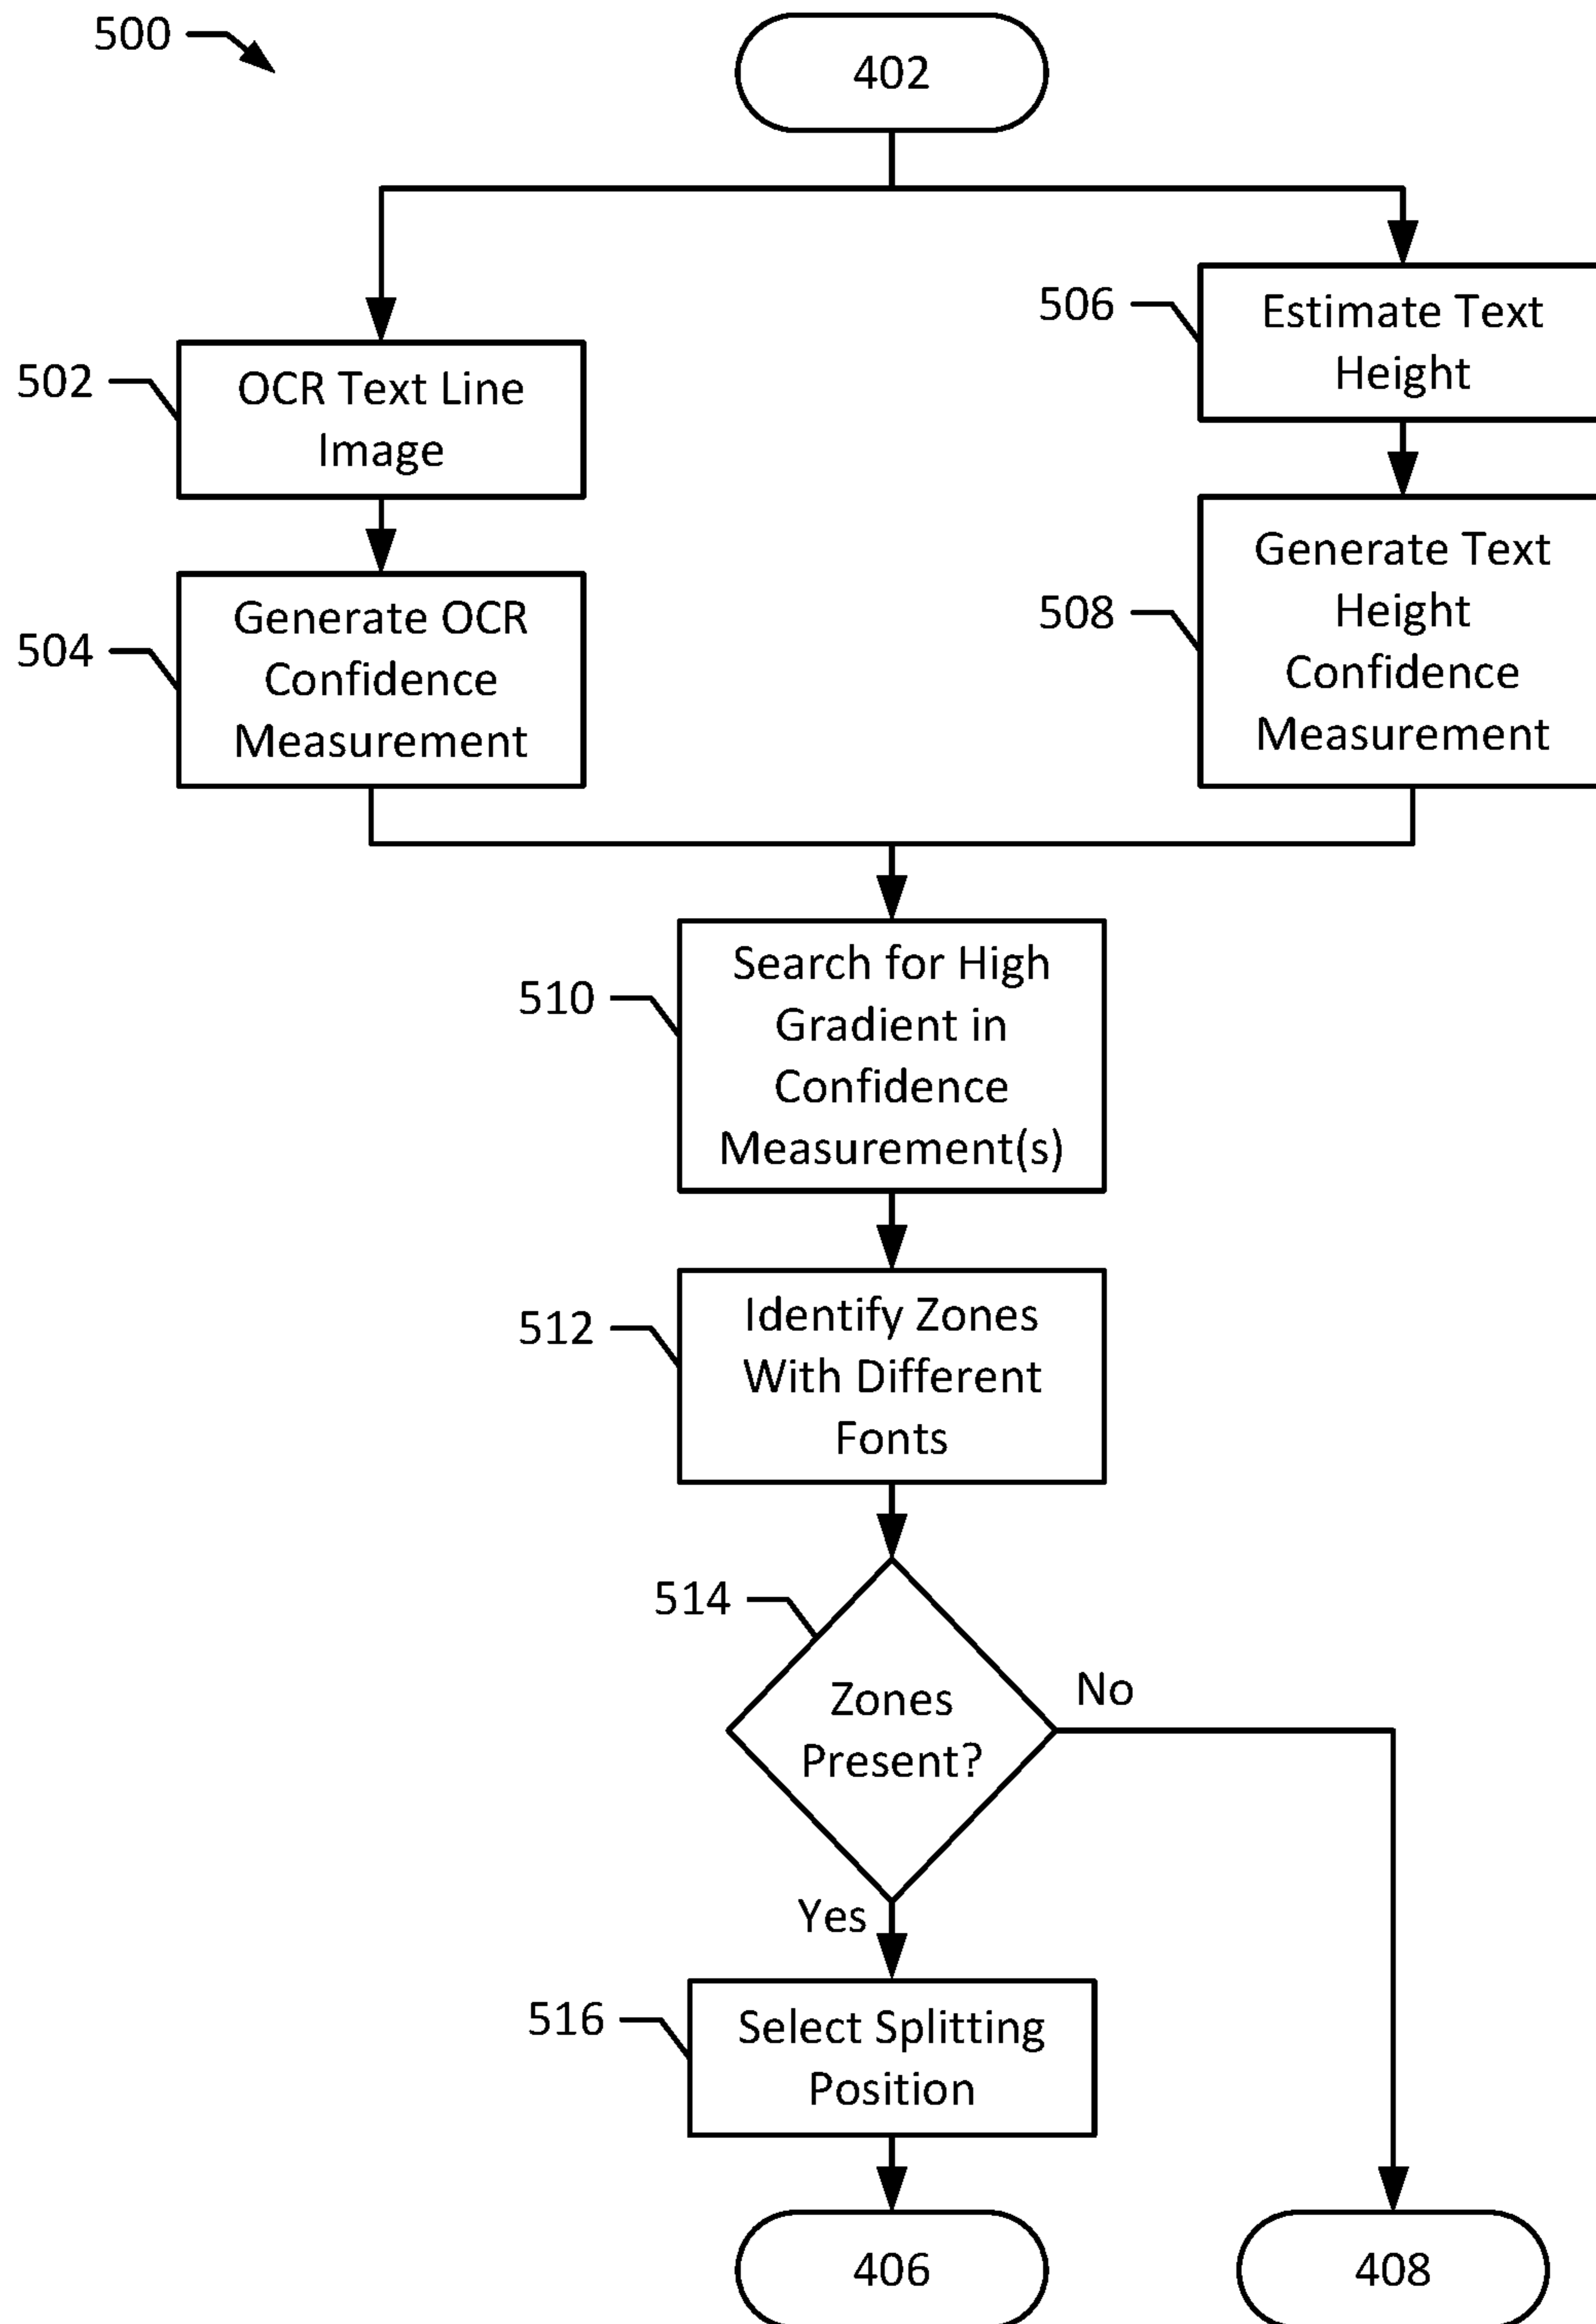 500
402
502
OCR Text Line
Image
506
Estimate Text
Height
504
Generate OCR
Confidence
Measurement
508
Generate Text
Height
Confidence
Measurement
510
Search for High
Gradient in
Confidence
Measurement(s)
512
Identify Zones
With Different
Fonts
514
Zones
Present?
No
Yes
516
Select Splitting
Position
406
408